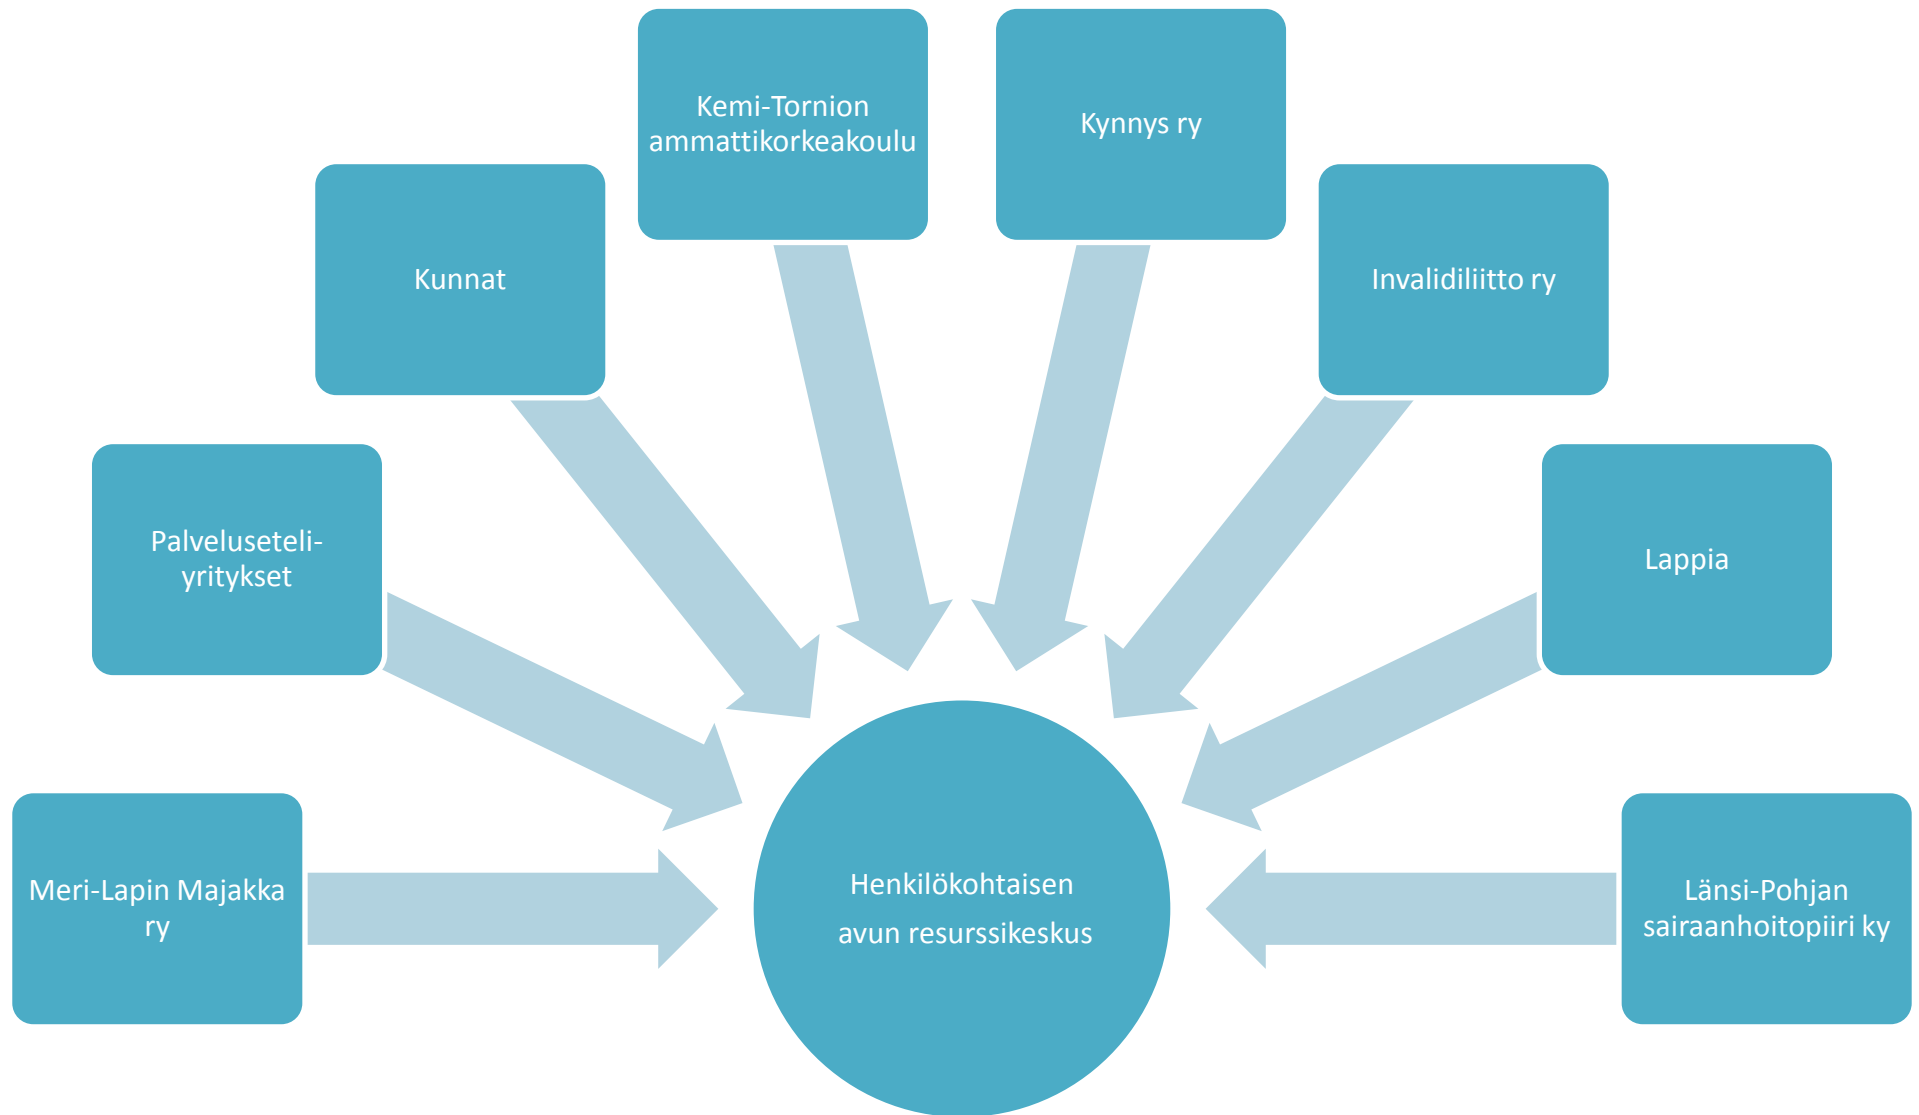 Kemi-Tornion
ammattikorkeakoulu
Kynnys ry
Kunnat
Invalidiliitto ry
Palveluseteli-
yritykset
Lappia
Meri-Lapin Majakka
ry
Henkilökohtaisen
avun resurssikeskus
Länsi-Pohjan
sairaanhoitopiiri ky